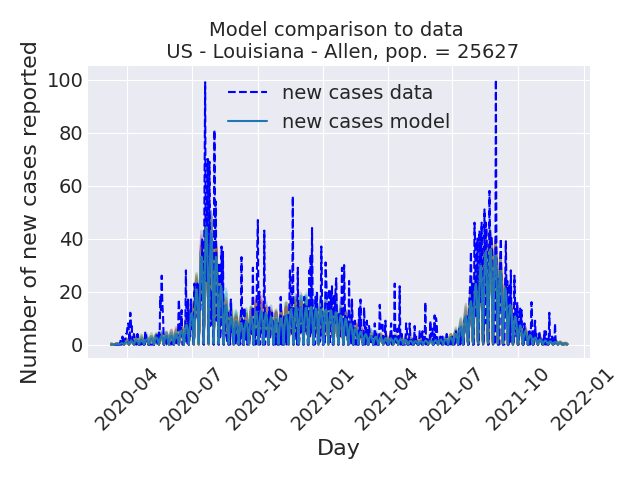 Model comparison to data
US - Louisiana - Allen, pop. = 25627
Number of new cases reported
100
80
60
40
20
0
new cases data
new cases model
2020-04
2020-07
2020-10
2021-01
2021-04
2021-07
2021-10
2022-01
Day